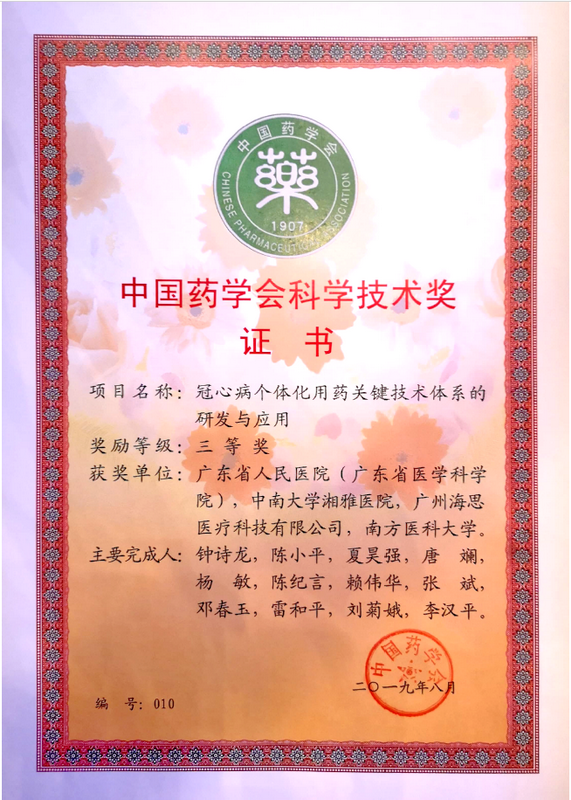 中国药学会
藥
CHINESE PHARMACEUTICAL ASSOCIATION
1907
中国药学会科学技术奖
证 书
项目名称：冠心病个体化用药关键技术体系的
研发与应用
奖励等级：三 等 奖
获奖单位：广东省人民医院（广东省医学科学
院），中南大学湘雅医院，广州海思
医疗科技有限公司，南方医科大学。
主要完成人：钟诗龙，陈小平，夏昊强，唐 斓，
杨 敏，陈纪言，赖伟华，张 斌，
邓春玉，雷和平，刘菊娥，李汉平。
中国药学会
二〇一九年八月
编 号：010